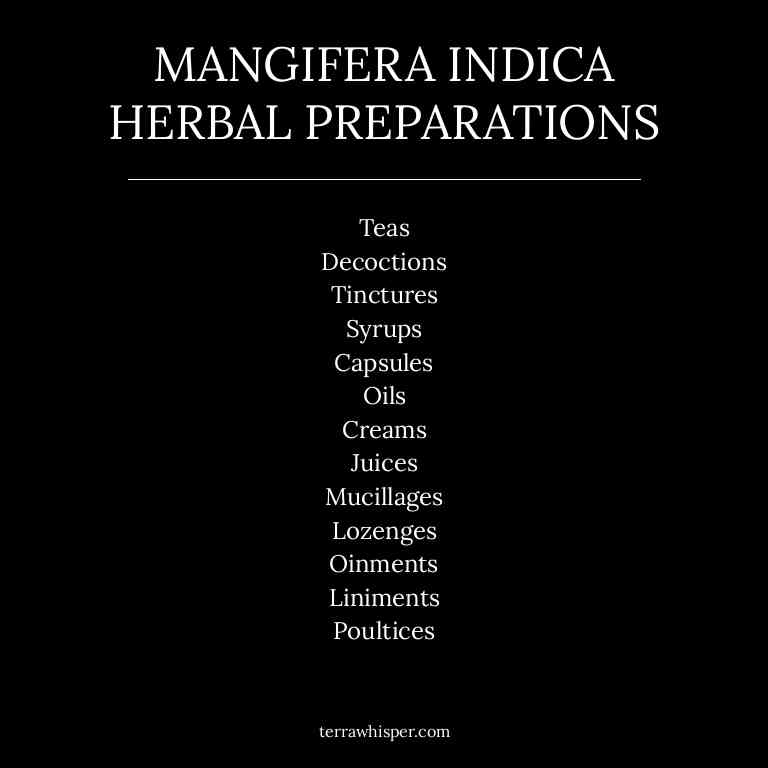 MANGIFERA INDICA
HERBAL PREPARATIONS
Teas
Decoctions
Tinctures
Syrups
Capsules
Oils
Creams
Juices
Mucillages
Lozenges
Oinments
Liniments
Poultices
terrawhisper.com